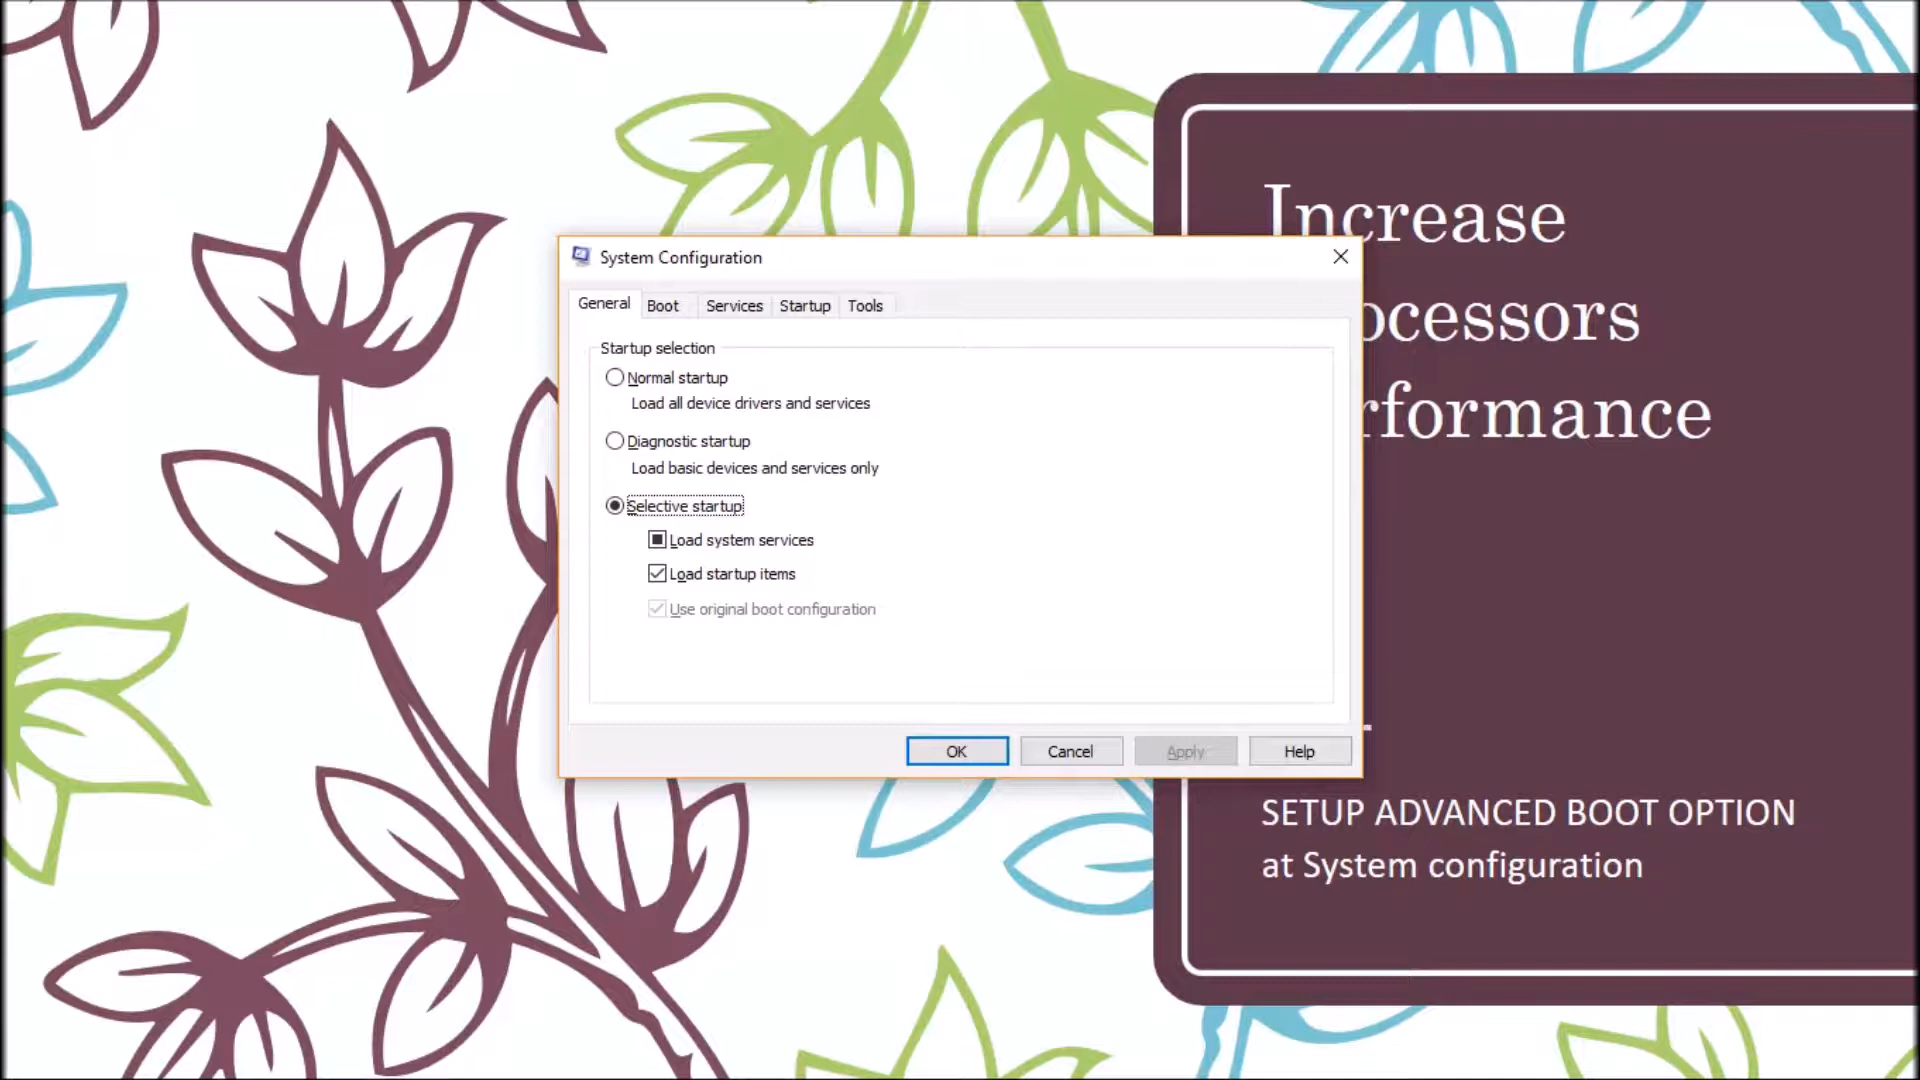 Increase
ocessors
rformance
System Configuration
General Boot Services Startup Tools
Startup selection
Normal startup
Load all device drivers and services
Diagnostic startup
Load basic devices and services only
Selective startup
Load system services
Load startup items
Use original boot configuration
OK Cancel Apply Help
SETUP ADVANCED BOOT OPTION
at System configuration